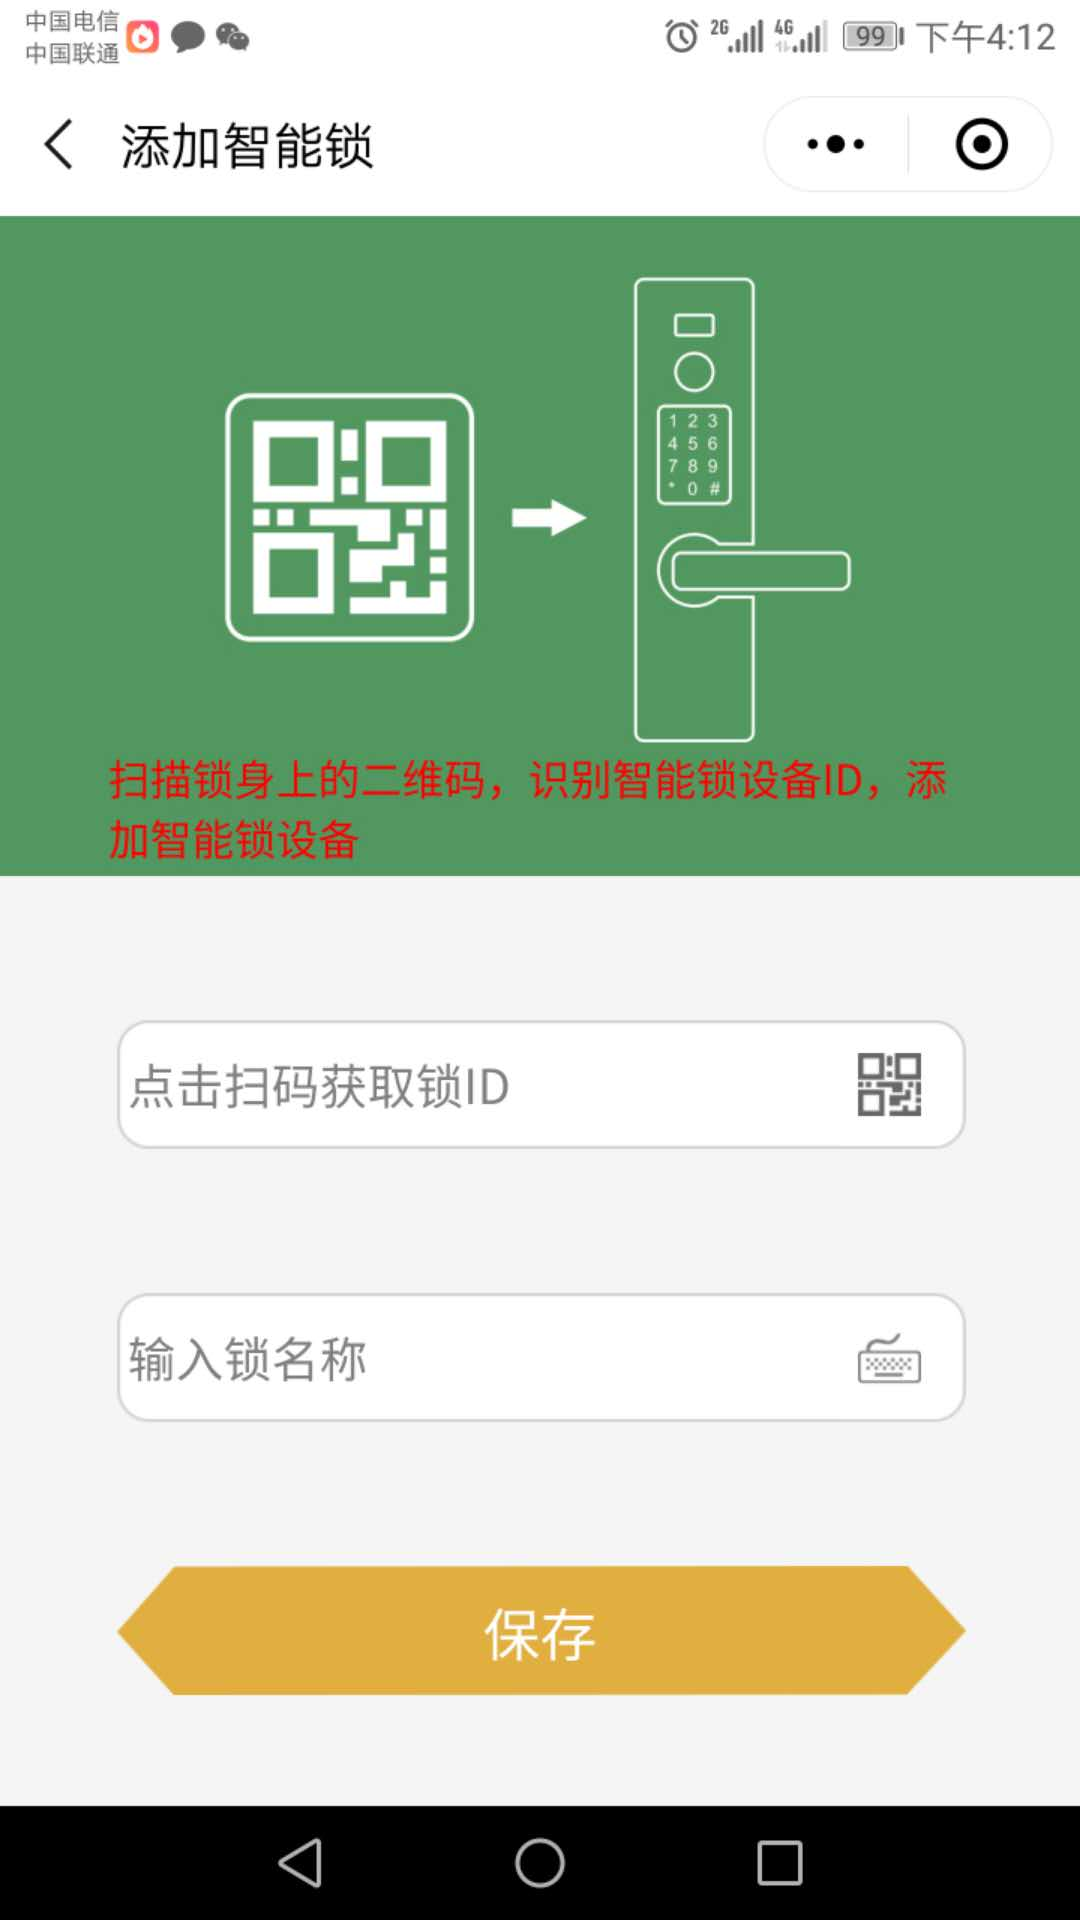 中国电信
中国联通
2G
4G
99
下午4:12
添加智能锁
1 2 3
4 5 6
7 8 9
* 0 #
扫描锁身上的二维码，识别智能锁设备ID，添
加智能锁设备
点击扫码获取锁ID
输入锁名称
保存